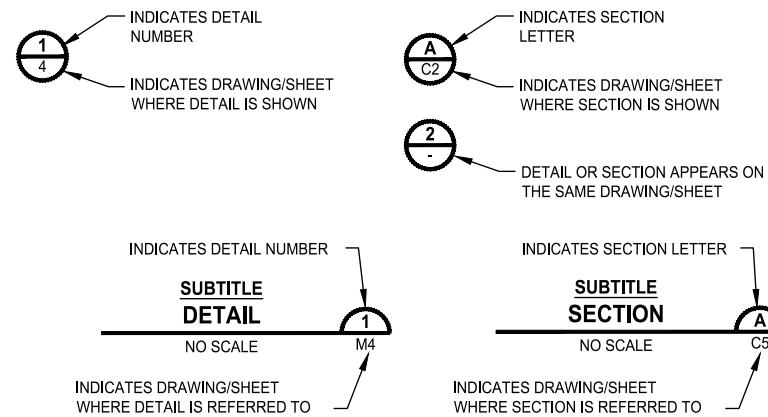 1
4
INDICATES DETAIL
NUMBER
INDICATES DRAWING/SHEET
WHERE DETAIL IS SHOWN
A
C2
INDICATES SECTION
LETTER
INDICATES DRAWING/SHEET
WHERE SECTION IS SHOWN
2
-
DETAIL OR SECTION APPEARS ON
THE SAME DRAWING/SHEET
INDICATES DETAIL NUMBER
SUBTITLE
DETAIL
1
NO SCALE
M4
INDICATES DRAWING/SHEET
WHERE DETAIL IS REFERRED TO
INDICATES SECTION LETTER
SUBTITLE
SECTION
A
NO SCALE
C5
INDICATES DRAWING/SHEET
WHERE SECTION IS REFERRED TO